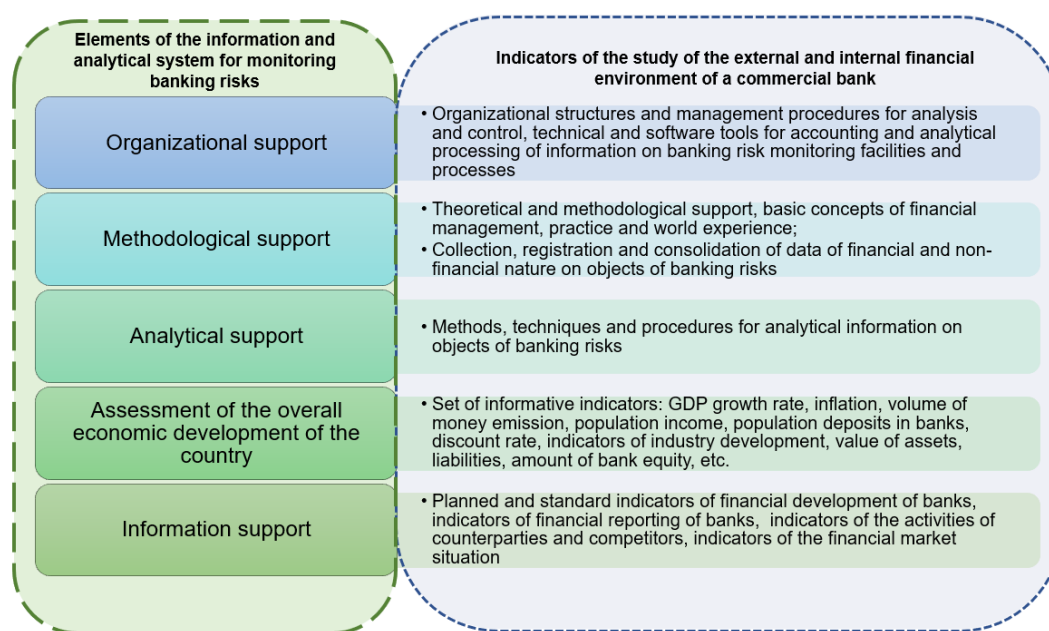 Elements of the information and
analytical system for monitoring
banking risks
Indicators of the study of the external and internal financial
environment of a commercial bank
Organizational support
• Organizational structures and management procedures for analysis
and control, technical and software tools for accounting and analytical
processing of information on banking risk monitoring facilities and
processes
Methodological support
• Theoretical and methodological support, basic concepts of financial
management, practice and world experience;
• Collection, registration and consolidation of data of financial and non-
financial nature on objects of banking risks
Analytical support
• Methods, techniques and procedures for analytical information on
objects of banking risks
Assessment of the overall
economic development of the
country
• Set of informative indicators: GDP growth rate, inflation, volume of
money emission, population income, population deposits in banks,
discount rate, indicators of industry development, value of assets,
liabilities, amount of bank equity, etc.
Information support
• Planned and standard indicators of financial development of banks,
indicators of financial reporting of banks, indicators of the activities of
counterparties and competitors, indicators of the financial market
situation